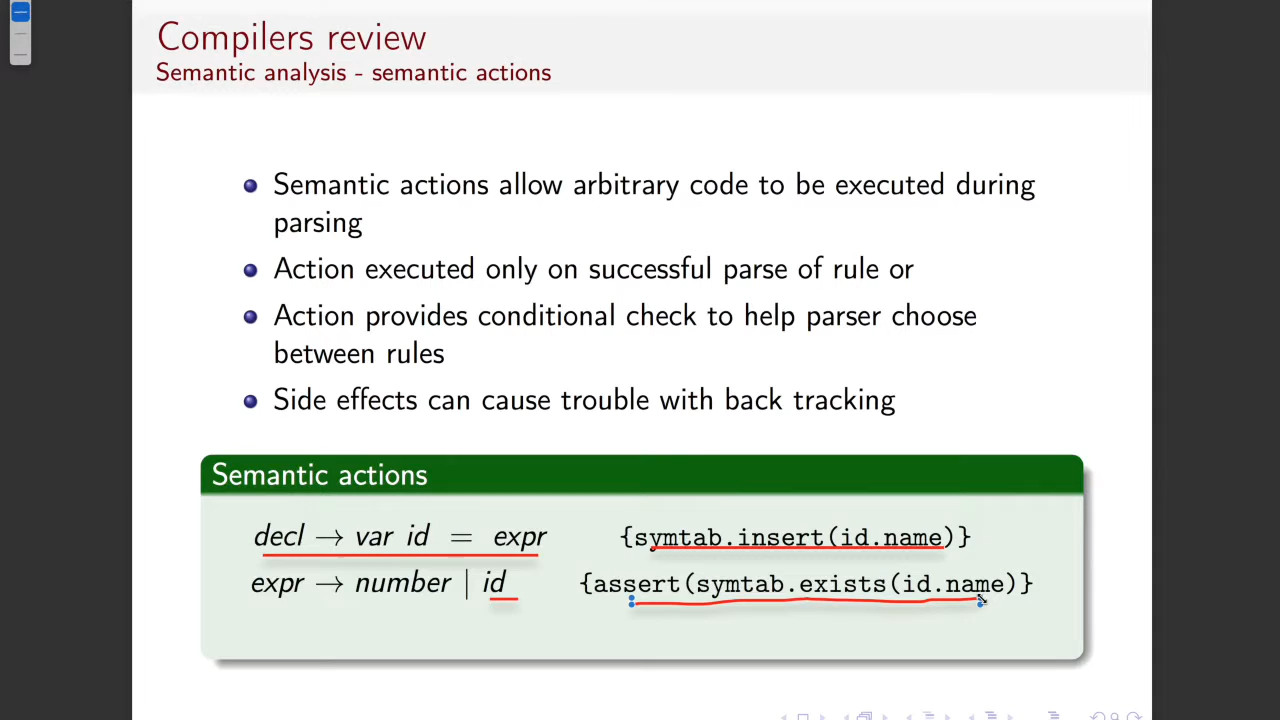 Compilers review
Semantic analysis - semantic actions
Semantic actions allow arbitrary code to be executed during
parsing
Action executed only on successful parse of rule or
Action provides conditional check to help parser choose
between rules
Side effects can cause trouble with back tracking
Semantic actions
decl → var id = expr {symtab.insert(id.name)}
expr → number | id {assert(symtab.exists(id.name)}